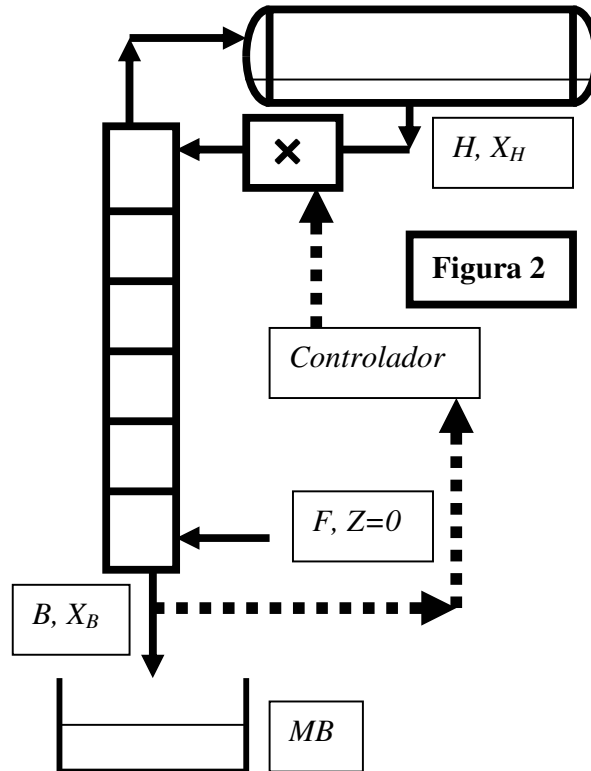 H, X_H
Figura 2
Controlador
F, Z=0
B, X_B
MB